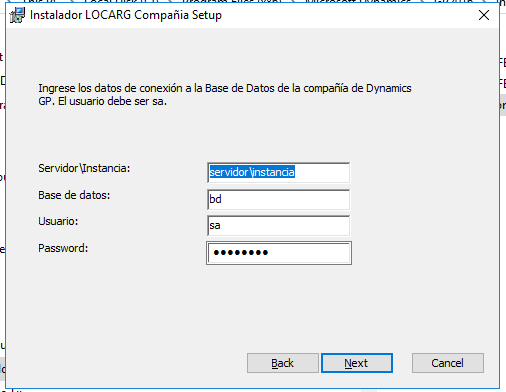 Instalador LOCARG Compañia Setup
Ingrese los datos de conexión a la Base de Datos de la compañía de Dynamics
GP. El usuario debe ser sa.
Servidor\Instancia:
servidor\instancia
Base de datos:
bd
Usuario:
sa
Password:
●●●●●●●●
Back
Next
Cancel